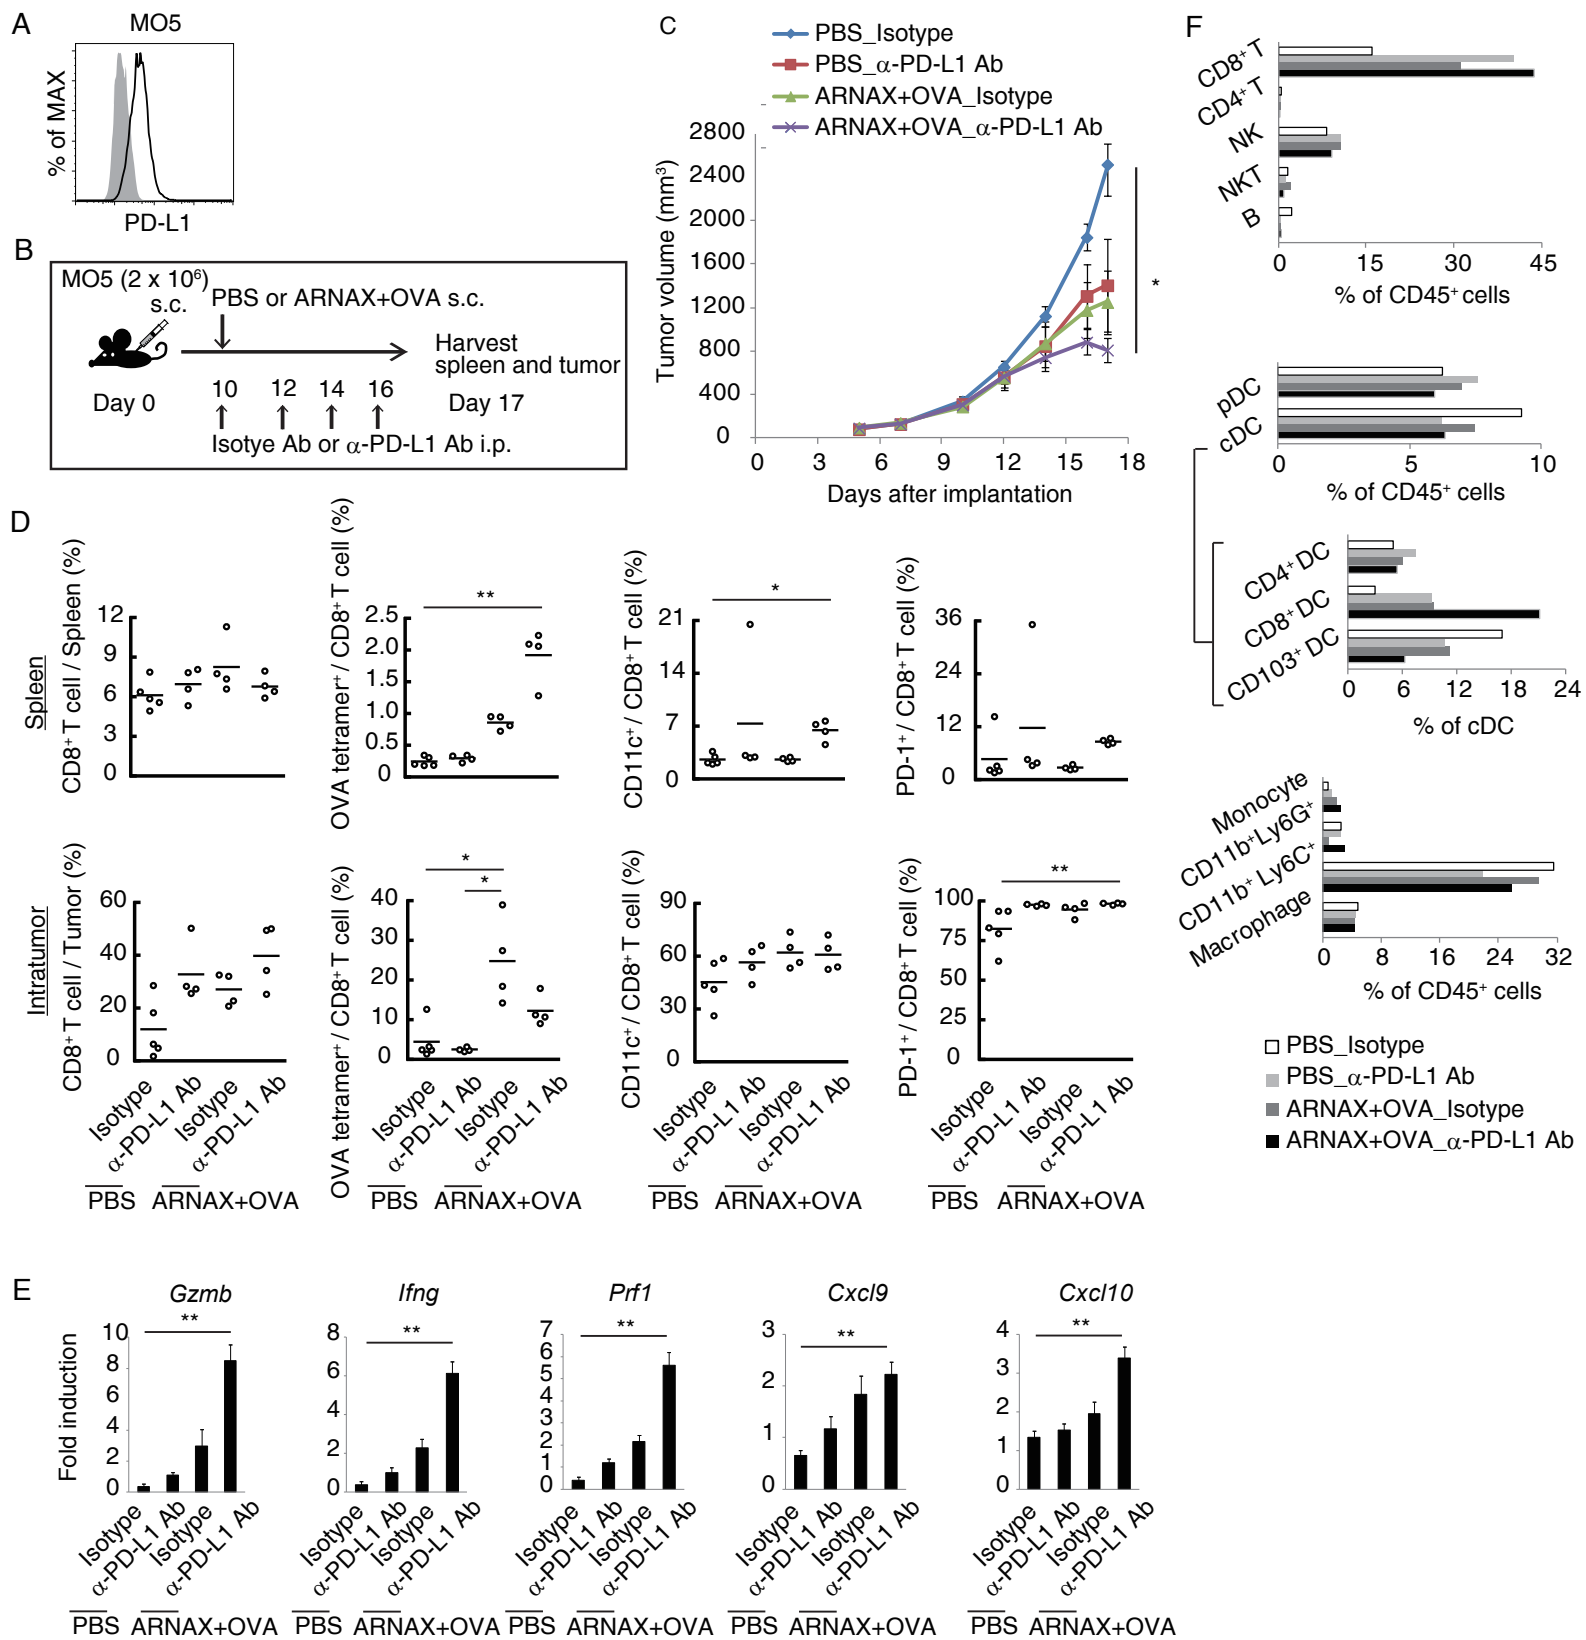 A
MO5
% of MAX
PD-L1
B
MO5 (2 x 10⁶)
s.c.
PBS or ARNAX+OVA s.c.
Harvest
spleen and tumor
10 12 14 16
Day 0 Day 17
Isotye Ab or α-PD-L1 Ab i.p.
C
PBS_Isotype
PBS_α-PD-L1 Ab
ARNAX+OVA_Isotype
ARNAX+OVA_α-PD-L1 Ab
Tumor volume (mm³)
2800
2400
2000
1600
1200
800
400
0
*
0 3 6 9 12 15 18
Days after implantation
D
Spleen
CD8⁺ T cell / Spleen (%)
12
9
6
3
0
OVA tetramer⁺ / CD8⁺ T cell (%)
**
2.5
2.0
1.5
1.0
0.5
0
CD11c⁺ / CD8⁺ T cell (%)
*
21
14
7
0
PD-1⁺ / CD8⁺ T cell (%)
36
24
12
0
Intratumor
CD8⁺ T cell / Tumor (%)
60
40
20
0
OVA tetramer⁺ / CD8⁺ T cell (%)
*
*
40
30
20
10
0
CD11c⁺ / CD8⁺ T cell (%)
90
60
30
0
PD-1⁺ / CD8⁺ T cell (%)
**
100
75
50
25
0
Isotype α-PD-L1 Ab Isotype α-PD-L1 Ab
PBS ARNAX+OVA
Isotype α-PD-L1 Ab Isotype α-PD-L1 Ab
PBS ARNAX+OVA
Isotype α-PD-L1 Ab Isotype α-PD-L1 Ab
PBS ARNAX+OVA
Isotype α-PD-L1 Ab Isotype α-PD-L1 Ab
PBS ARNAX+OVA
E
Fold induction
Gzmb
**
10
8
6
4
2
0
Isotype α-PD-L1 Ab Isotype α-PD-L1 Ab
PBS ARNAX+OVA
Ifng
**
8
6
4
2
0
Isotype α-PD-L1 Ab Isotype α-PD-L1 Ab
PBS ARNAX+OVA
Prf1
**
7
6
5
4
3
2
1
0
Isotype α-PD-L1 Ab Isotype α-PD-L1 Ab
PBS ARNAX+OVA
Cxcl9
**
3
2
1
0
Isotype α-PD-L1 Ab Isotype α-PD-L1 Ab
PBS ARNAX+OVA
Cxcl10
**
4
3
2
1
0
Isotype α-PD-L1 Ab Isotype α-PD-L1 Ab
PBS ARNAX+OVA
F
CD8⁺ T
CD4⁺ T
NK
NKT
B
0 15 30 45
% of CD45⁺ cells
pDC
cDC
0 5 10
% of CD45⁺ cells
CD4⁺ DC
CD8⁺ DC
CD103⁺ DC
0 6 12 18 24
% of cDC
Monocyte
CD11b⁺Ly6G⁺
CD11b⁺ Ly6C⁺
Macrophage
0 8 16 24 32
% of CD45⁺ cells
PBS_Isotype
PBS_α-PD-L1 Ab
ARNAX+OVA_Isotype
ARNAX+OVA_α-PD-L1 Ab